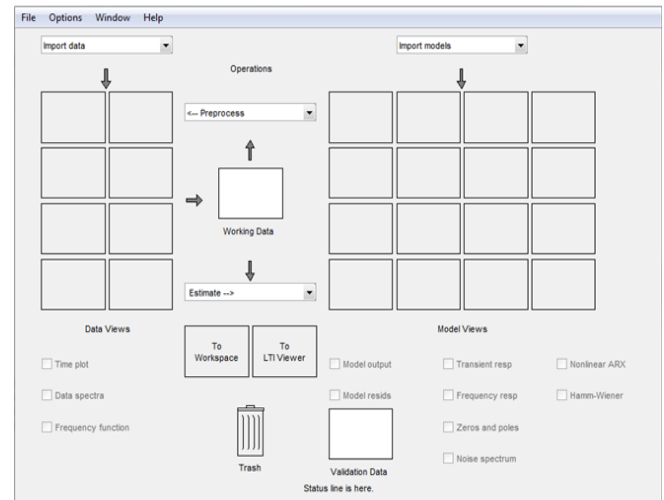 File Options Window Help
Import data
Import models
Operations
<-- Preprocess
Working Data
Estimate -->
Data Views
Model Views
To Workspace
To LTI Viewer
Time plot
Model output
Transient resp
Nonlinear ARX
Data spectra
Model resids
Frequency resp
Hamm-Wiener
Frequency function
Zeros and poles
Noise spectrum
Trash
Validation Data
Status line is here.